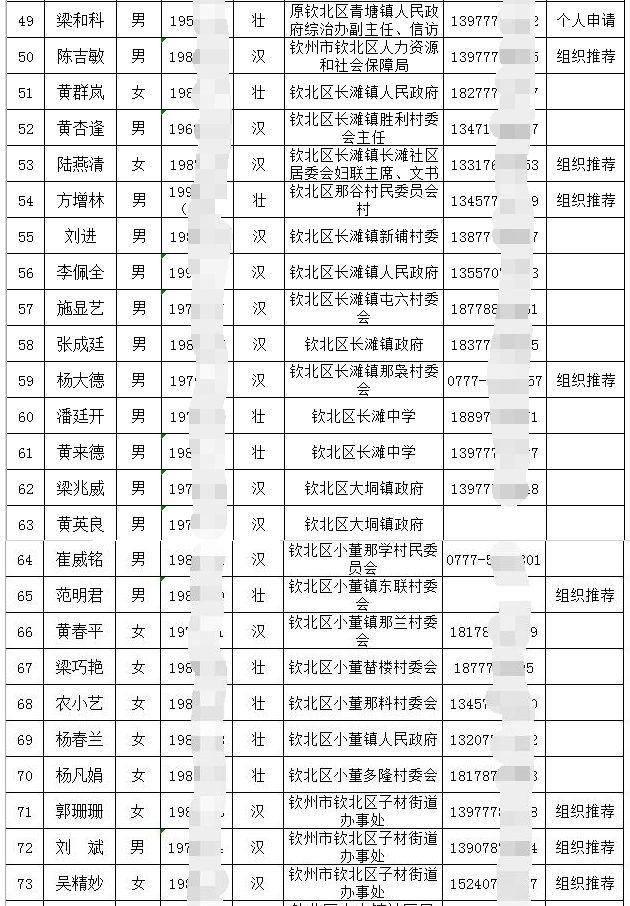 49 梁和科 男 195 壮 原钦北区青塘镇人民政 13977 2 个人申请
府综治办副主任、信访
50 陈吉敏 男 198 汉 钦州市钦北区人力资源 13977 5 组织推荐
和社会保障局
51 黄群岚 女 198 壮 钦北区长滩镇人民政府 18277 7
52 黄杏逢 男 196 汉 钦北区长滩镇胜利村委 1347 7
会主任
53 陆燕清 女 198 汉 钦北区长滩镇长滩社区 13317 53 组织推荐
居委会妇联主席、文书
54 方增林 男 199 壮 钦北区那谷村民委员会 134577 9 组织推荐
( 村
55 刘进 男 198 汉 钦北区长滩镇新铺村委 13877 7
56 李佩全 男 199 汉 钦北区长滩镇人民政府 135570 3
57 施显艺 男 197 汉 钦北区长滩镇屯六村委 18778 51
会
58 张成廷 男 198 汉 钦北区长滩镇政府 18377 5
59 杨大德 男 197 汉 钦北区长滩镇那袅村委 0777- 57 组织推荐
会
60 潘廷开 男 197 壮 钦北区长滩中学 18897 71
61 黄来德 男 198 壮 钦北区长滩中学 13977 7
62 梁兆威 男 197 汉 钦北区大垌镇政府 13977 8
63 黄英良 男 197 汉 钦北区大垌镇政府
64 崔威铭 男 198 汉 钦北区小董那学村民委 0777-5 301
员会
65 范明君 男 198 壮 钦北区小董镇东联村委 组织推荐
会
66 黄春平 女 197 汉 钦北区小董镇那兰村委 18178 9
会
67 梁巧艳 女 198 壮 钦北区小董榃楼村委会 18777 5
68 农小艺 女 198 壮 钦北区小董那料村委会 13457 0
69 杨春兰 女 198 壮 钦北区小董镇人民政府 13207 2
70 杨凡娟 女 198 壮 钦北区小董多隆村委会 181787 3
71 郭珊珊 女 198 汉 钦州市钦北区子材街道 139777 8 组织推荐
办事处
72 刘 斌 男 197 汉 钦州市钦北区子材街道 139078 4 组织推荐
办事处
73 吴精妙 女 198 汉 钦州市钦北区子材街道 152407 7 组织推荐
办事处